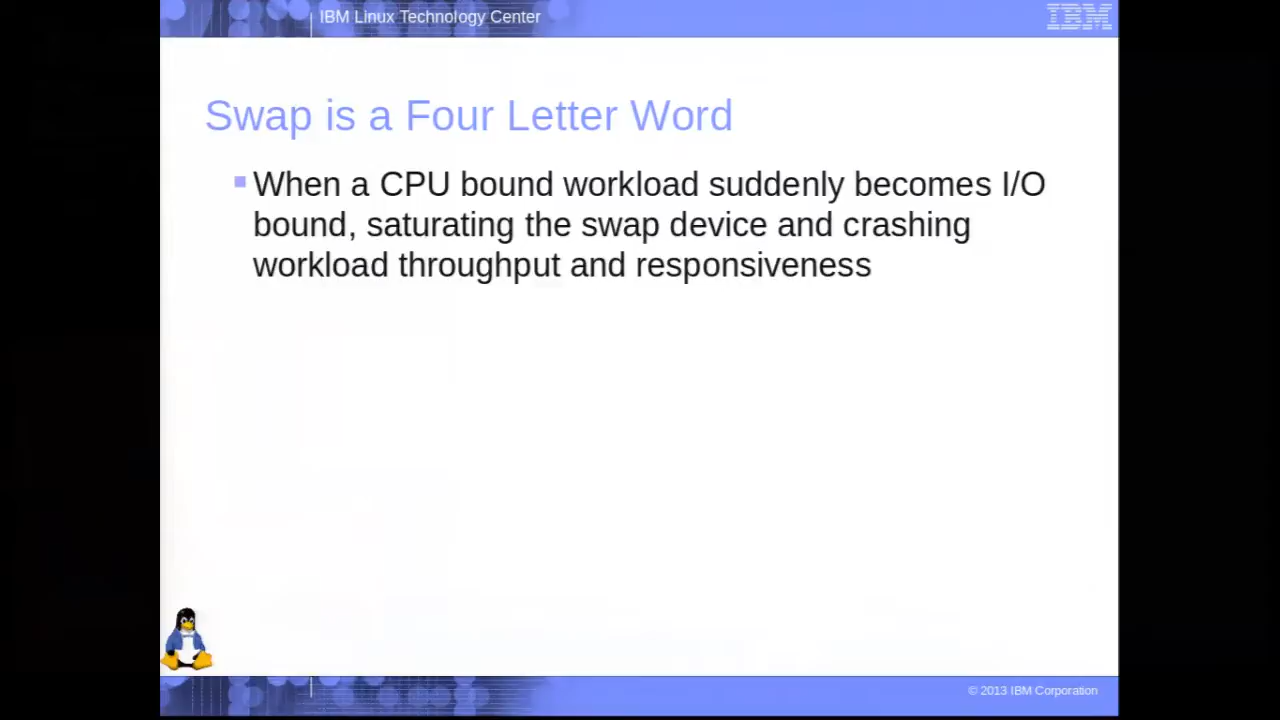 IBM Linux Technology Center
IBM
Swap is a Four Letter Word
When a CPU bound workload suddenly becomes I/O
bound, saturating the swap device and crashing
workload throughput and responsiveness
© 2013 IBM Corporation